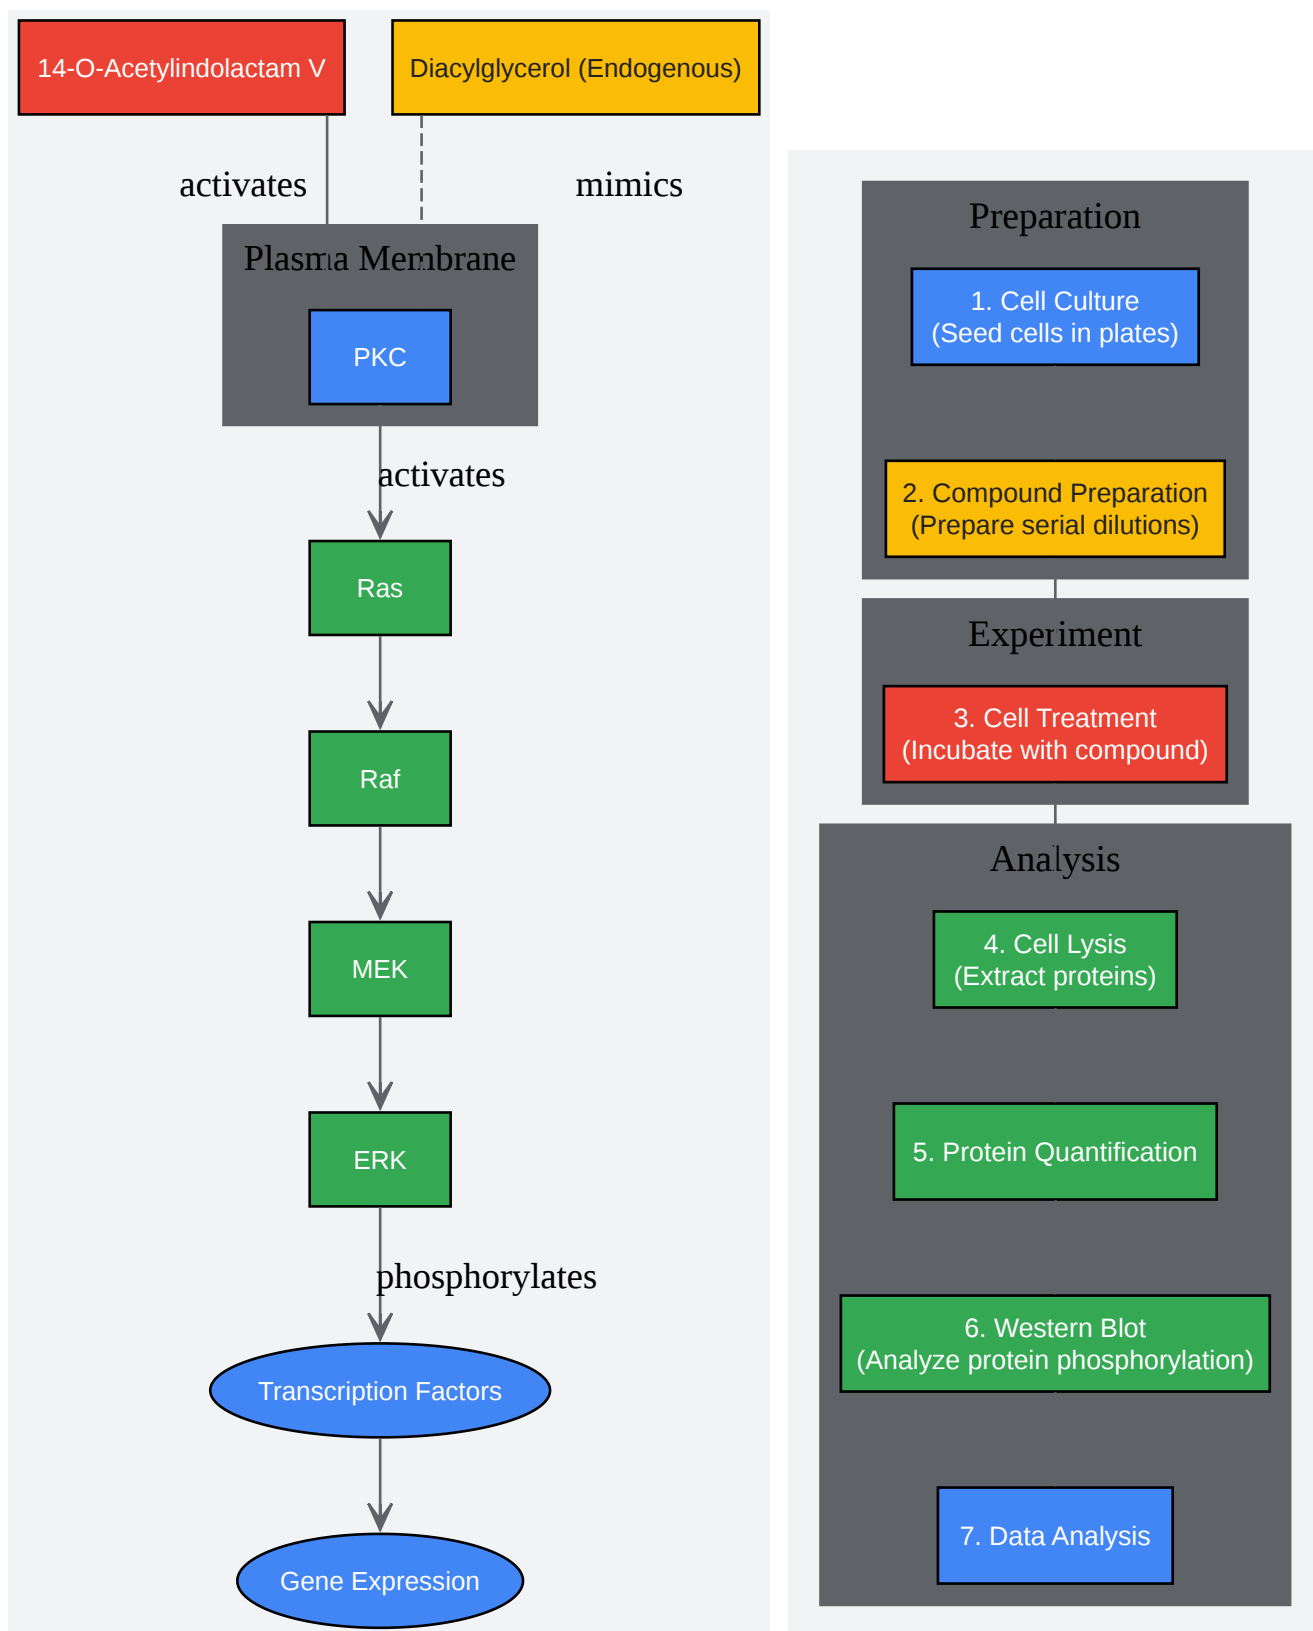 14-O-Acetylindolactam V
Diacylglycerol (Endogenous)
activates
mimics
Plasma Membrane
PKC
activates
Ras
Raf
MEK
ERK
phosphorylates
Transcription Factors
Gene Expression
Preparation
1. Cell Culture
(Seed cells in plates)
2. Compound Preparation
(Prepare serial dilutions)
Experiment
3. Cell Treatment
(Incubate with compound)
Analysis
4. Cell Lysis
(Extract proteins)
5. Protein Quantification
6. Western Blot
(Analyze protein phosphorylation)
7. Data Analysis